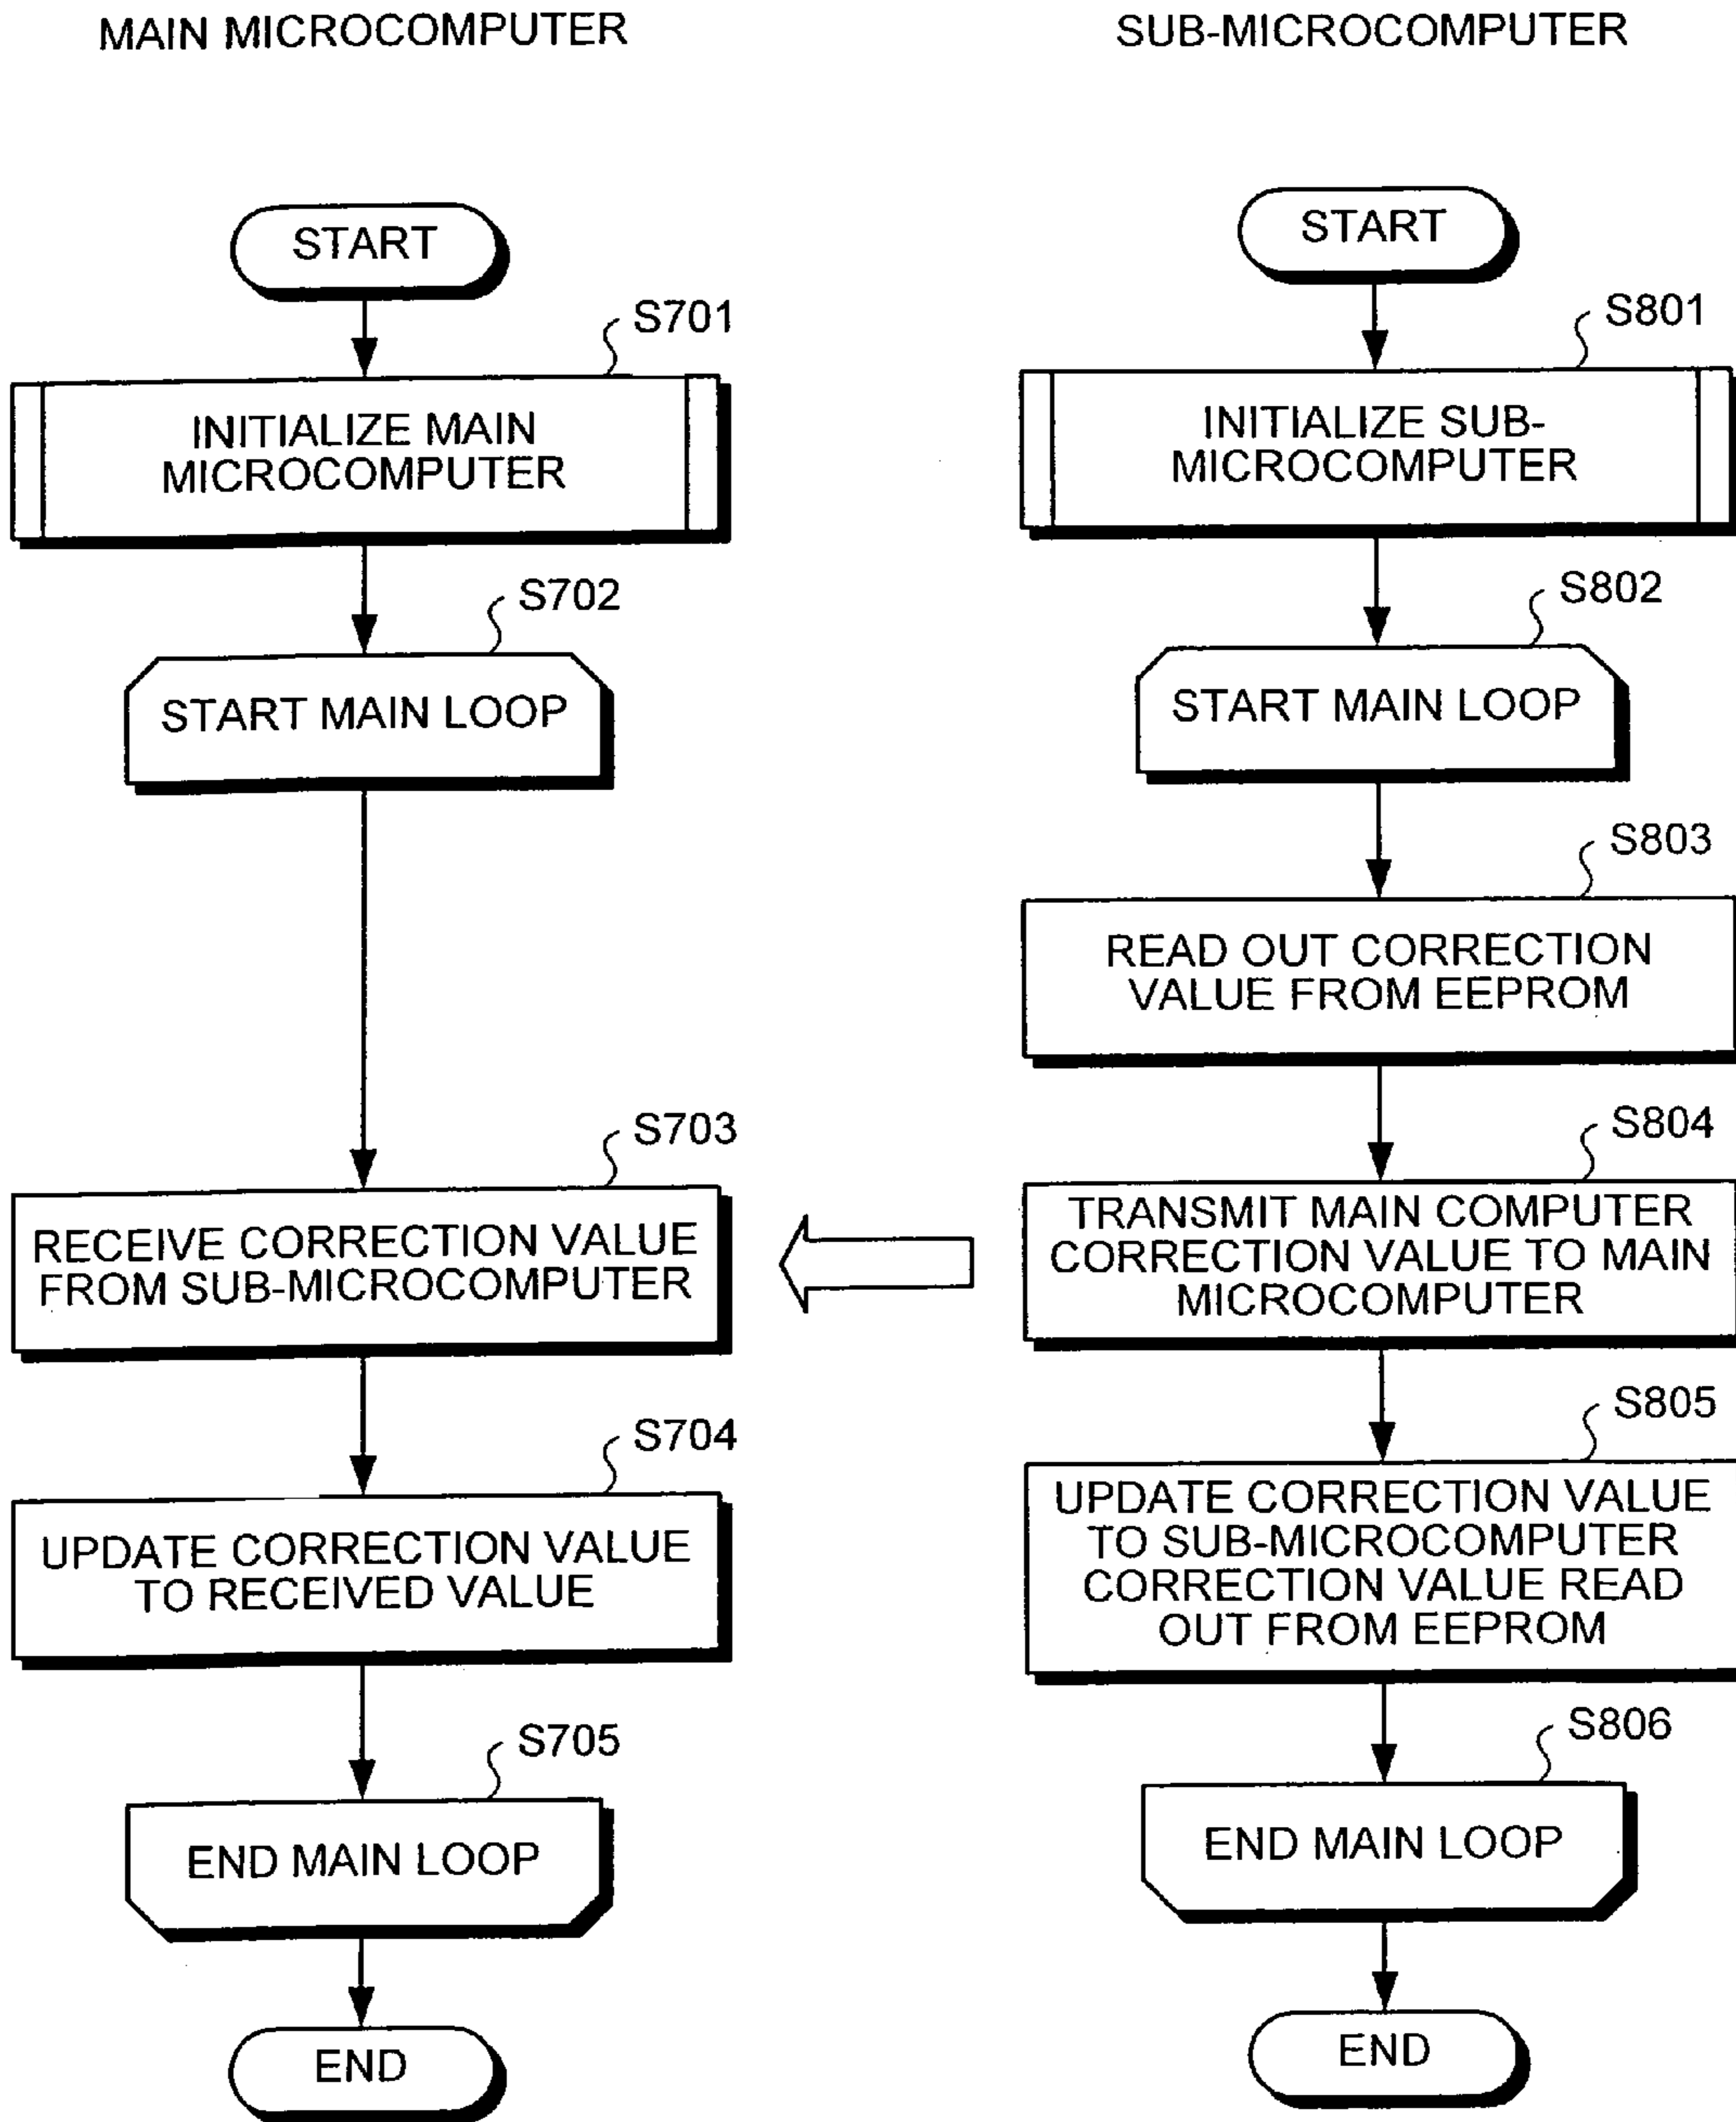 MAIN MICROCOMPUTER
START
S701
INITIALIZE MAIN
MICROCOMPUTER
S702
START MAIN LOOP
S703
RECEIVE CORRECTION VALUE
FROM SUB-MICROCOMPUTER
S704
UPDATE CORRECTION VALUE
TO RECEIVED VALUE
S705
END MAIN LOOP
END
SUB-MICROCOMPUTER
START
S801
INITIALIZE SUB-
MICROCOMPUTER
S802
START MAIN LOOP
S803
READ OUT CORRECTION
VALUE FROM EEPROM
S804
TRANSMIT MAIN COMPUTER
CORRECTION VALUE TO MAIN
MICROCOMPUTER
S805
UPDATE CORRECTION VALUE
TO SUB-MICROCOMPUTER
CORRECTION VALUE READ
OUT FROM EEPROM
S806
END MAIN LOOP
END